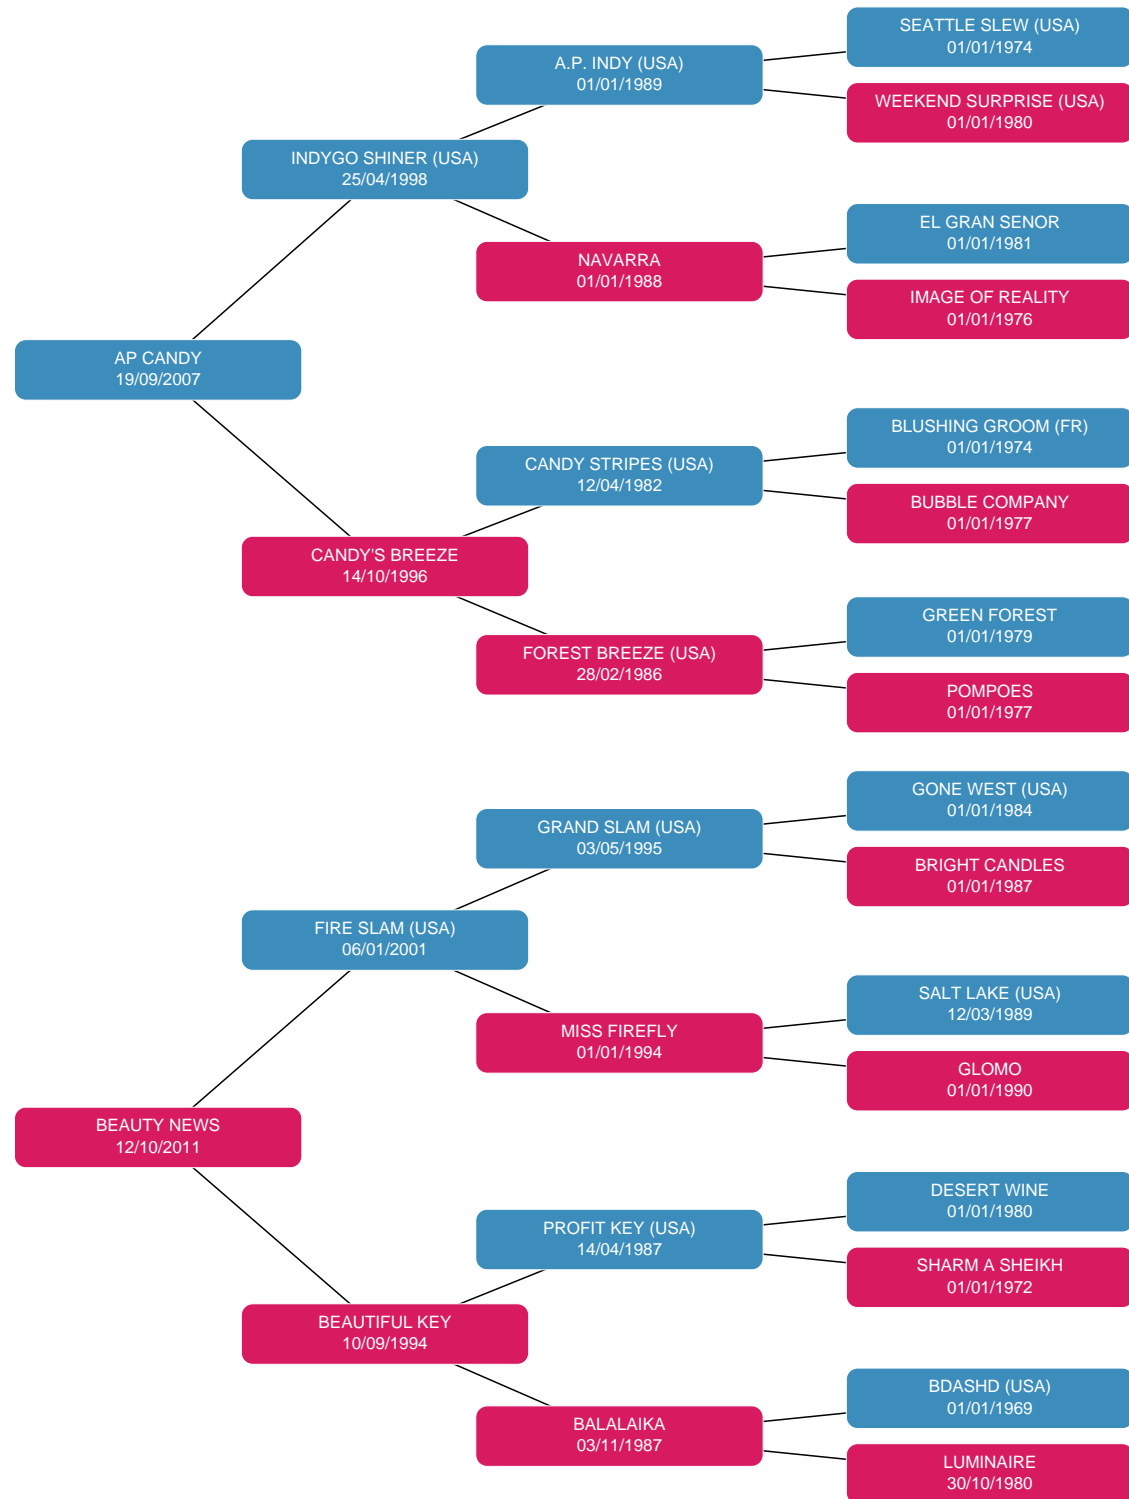 SEATTLE SLEW (USA)
01/01/1974
A.P. INDY (USA)
01/01/1989
WEEKEND SURPRISE (USA)
01/01/1980
INDYGO SHINER (USA)
25/04/1998
EL GRAN SENOR
01/01/1981
NAVARRA
01/01/1988
IMAGE OF REALITY
01/01/1976
AP CANDY
19/09/2007
BLUSHING GROOM (FR)
01/01/1974
CANDY STRIPES (USA)
12/04/1982
BUBBLE COMPANY
01/01/1977
CANDY'S BREEZE
14/10/1996
GREEN FOREST
01/01/1979
FOREST BREEZE (USA)
28/02/1986
POMPOES
01/01/1977
GONE WEST (USA)
01/01/1984
GRAND SLAM (USA)
03/05/1995
BRIGHT CANDLES
01/01/1987
FIRE SLAM (USA)
06/01/2001
SALT LAKE (USA)
12/03/1989
MISS FIREFLY
01/01/1994
GLOMO
01/01/1990
BEAUTY NEWS
12/10/2011
DESERT WINE
01/01/1980
PROFIT KEY (USA)
14/04/1987
SHARM A SHEIKH
01/01/1972
BEAUTIFUL KEY
10/09/1994
BDASHD (USA)
01/01/1969
BALALAIKA
03/11/1987
LUMINAIRE
30/10/1980